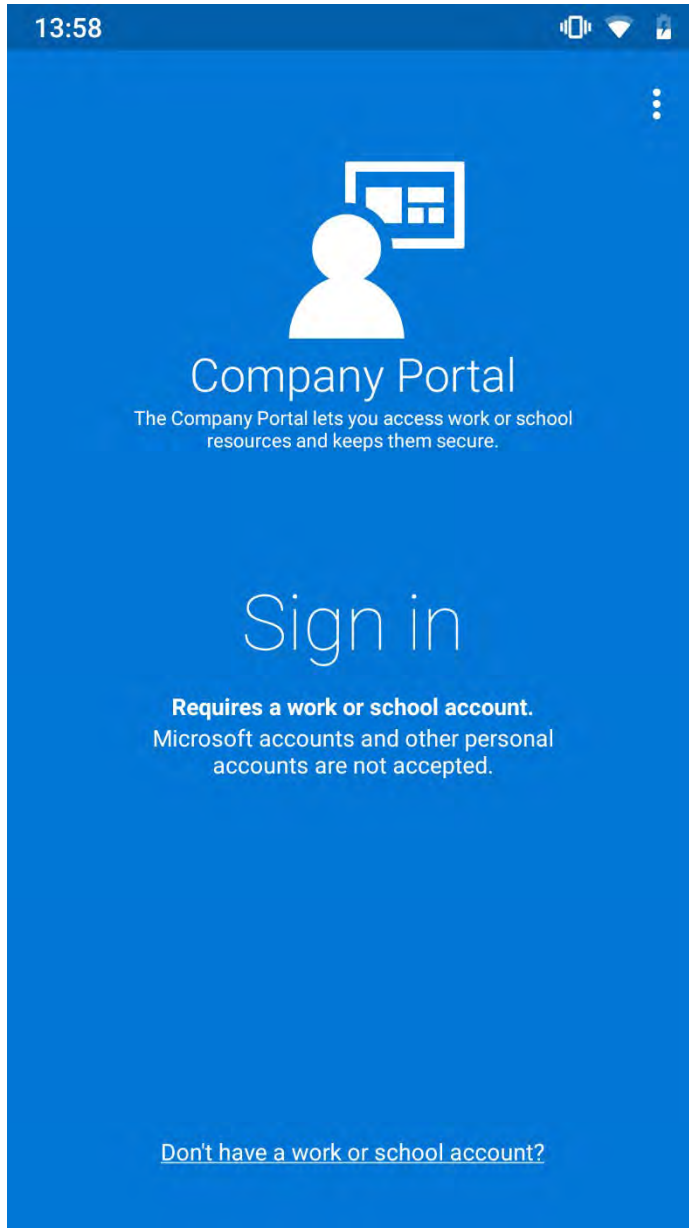 13:58
Company Portal
The Company Portal lets you access work or school
resources and keeps them secure.
Sign in
Requires a work or school account.
Microsoft accounts and other personal
accounts are not accepted.
Don't have a work or school account?